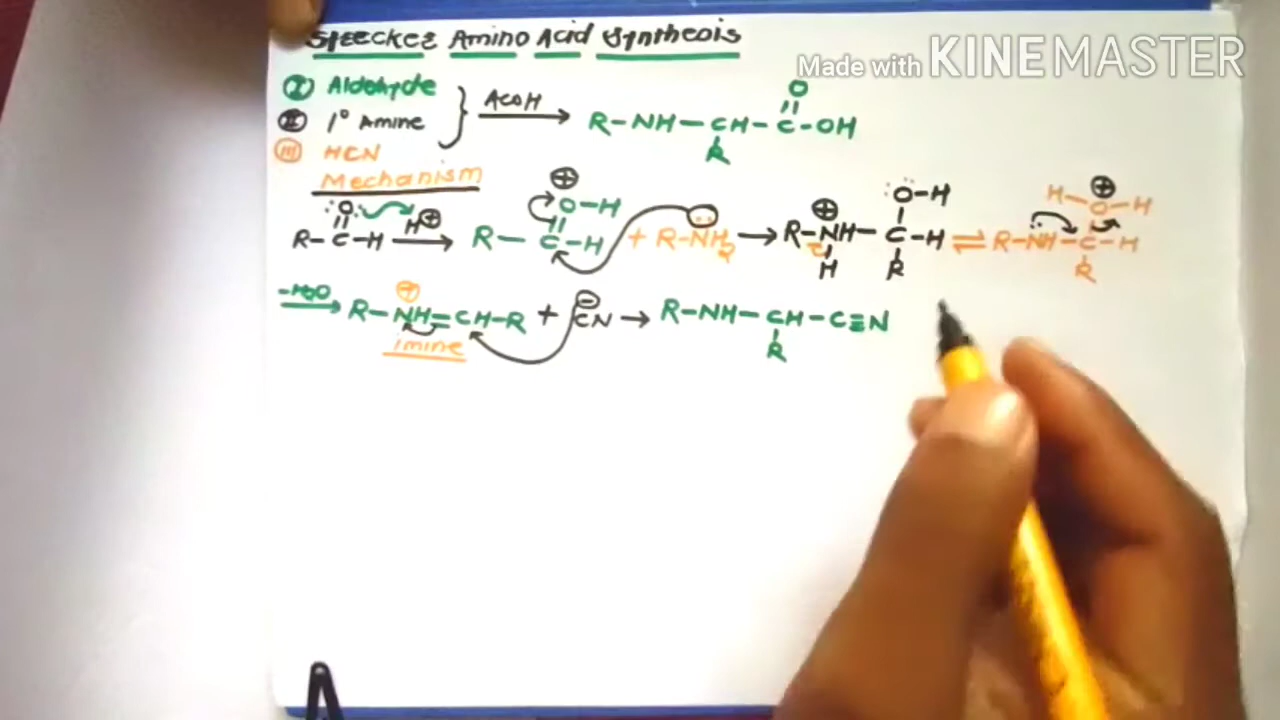 Strecker Amino Acid Synthesis
Made with KINEMASTER
I Aldehyde
II 1° Amine
III HCN
AcOH
O
R-NH-CH-C-OH
R
Mechanism
:O: H⊕
R-C-H
⊕
O-H
R-C-H + R-NH2
⊕ O-H
R-NH-C-H
H R
⊕
H-O-H
R-NH-C-H
R
-H2O
⊕
R-NH=CH-R + ⊖CN → R-NH-CH-C≡N
imine R